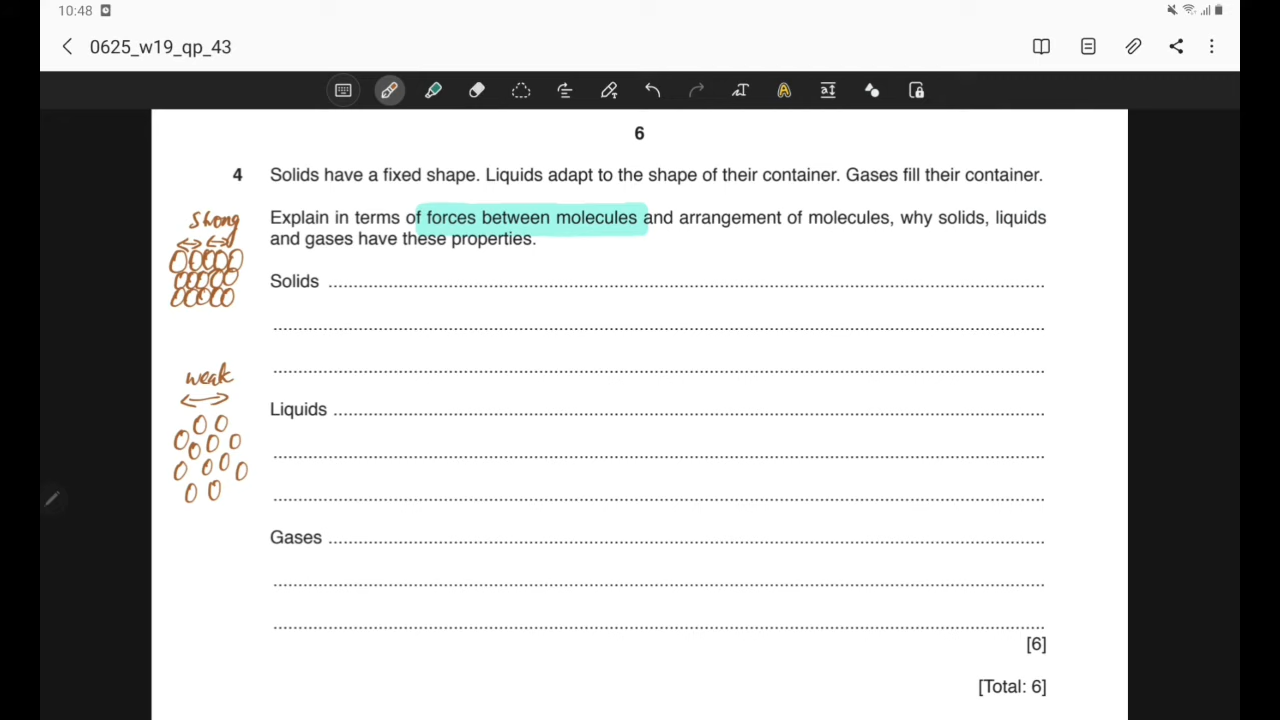 10:48
0625_w19_qp_43
6
4 Solids have a fixed shape. Liquids adapt to the shape of their container. Gases fill their container.
Explain in terms of forces between molecules and arrangement of molecules, why solids, liquids
and gases have these properties.
strong
Solids ................................................................
................................................................
................................................................
weak
Liquids ................................................................
................................................................
................................................................
Gases ................................................................
................................................................
................................................................
[6]
[Total: 6]